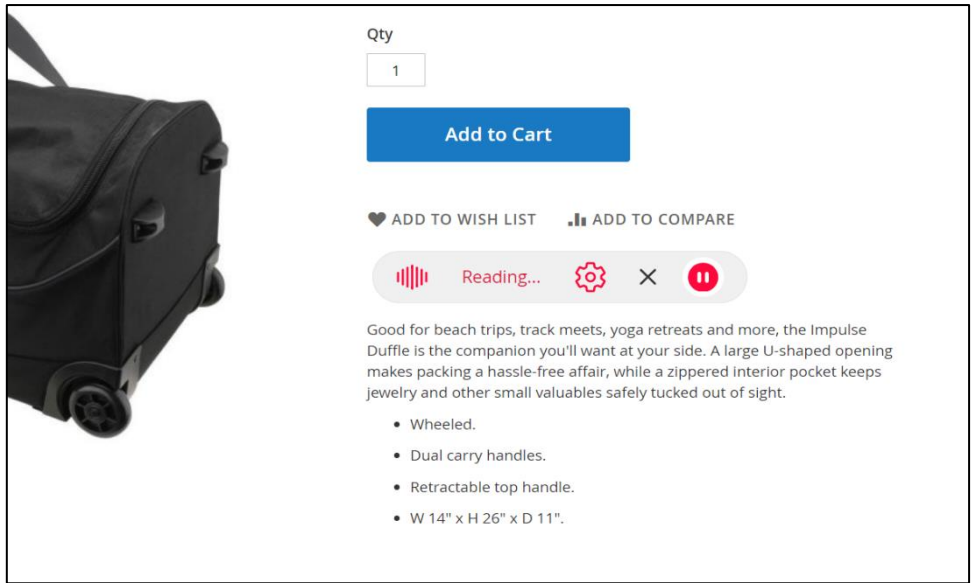 Qty
1
Add to Cart
ADD TO WISH LIST ADD TO COMPARE
Reading...
Good for beach trips, track meets, yoga retreats and more, the Impulse
Duffle is the companion you'll want at your side. A large U-shaped opening
makes packing a hassle-free affair, while a zippered interior pocket keeps
jewelry and other small valuables safely tucked out of sight.
• Wheeled.
• Dual carry handles.
• Retractable top handle.
• W 14" x H 26" x D 11".